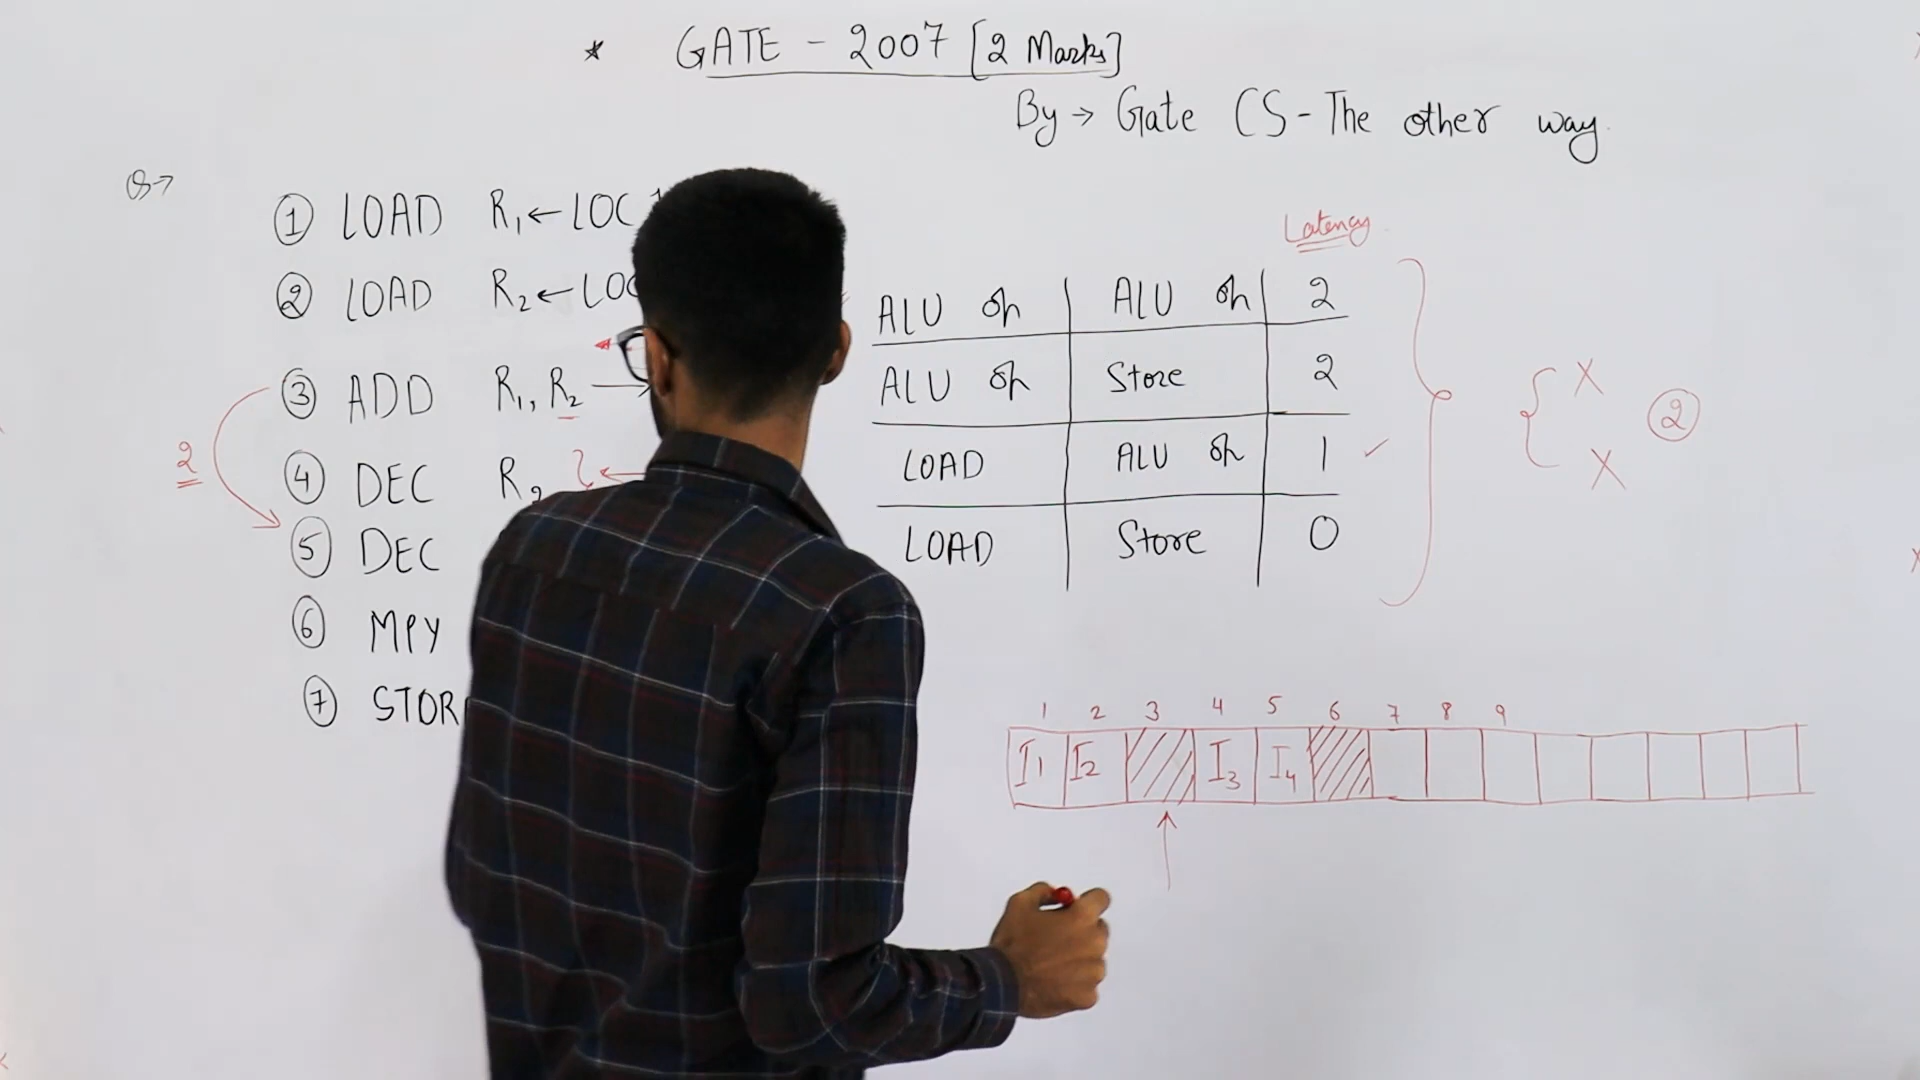 * GATE - 2007 [2 Marks]
By → Gate CS - The other way
Q→
① LOAD R₁←LOC 1
② LOAD R₂←LOC
③ ADD R₁, R₂ →
④ DEC R₂
⑤ DEC
⑥ MPY
⑦ STOR
2
Latency
ALU op | ALU op | 2
ALU op | Store | 2
LOAD | ALU op | 1 ✓
LOAD | Store | 0
{ X ②
X
1 2 3 4 5 6 7 8 9
I₁ I₂ I₃ I₄